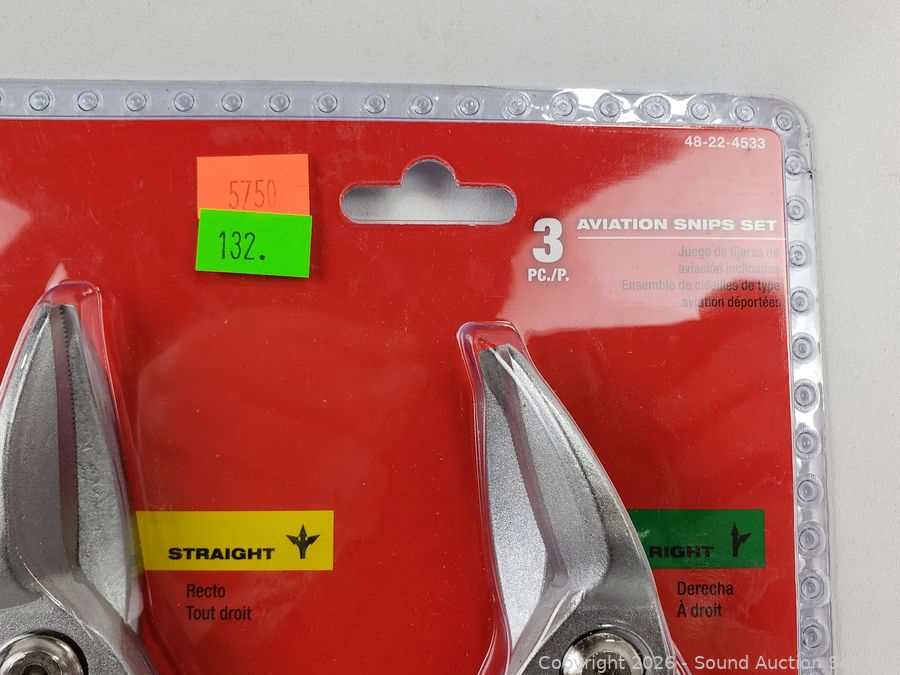 48-22-4533
5750
132.
3
PC./P.
AVIATION SNIPS SET
Juego de tijeras de
aviación inclinadas
Ensemble de cisailles de type
aviation déportées
STRAIGHT
Recto
Tout droit
RIGHT
Derecha
À droit
Copyright 2026 - Sound Auction Se